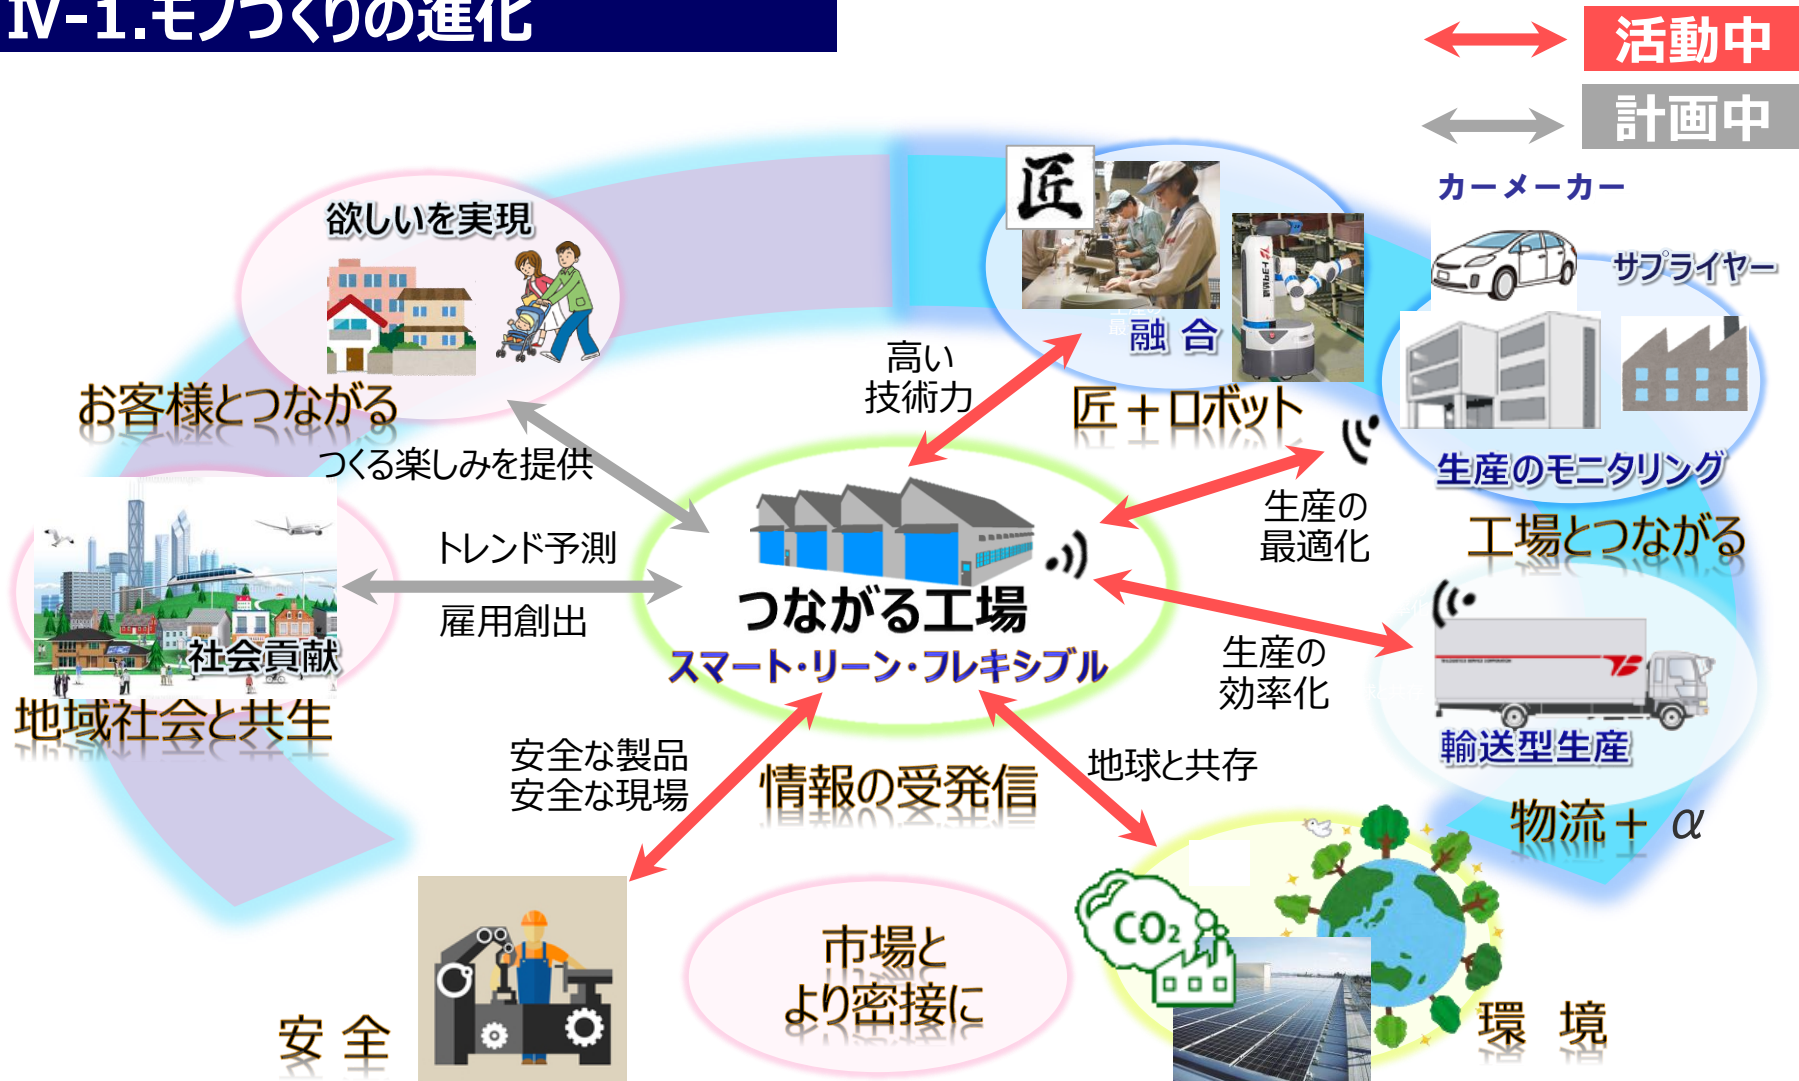 Ⅳ-1.モノづくりの進化
活動中
計画中
カーメーカー
サプライヤー
欲しいを実現
匠
融 合
高い
技術力
お客様とつながる
匠＋ロボット
つくる楽しみを提供
生産のモニタリング
生産の
最適化
工場とつながる
トレンド予測
雇用創出
社会貢献
地域社会と共生
つながる工場
スマート・リーン・フレキシブル
生産の
効率化
輸送型生産
物流＋ α
安全な製品
安全な現場
情報の受発信
地球と共存
CO₂
市場と
より密接に
安 全
環 境